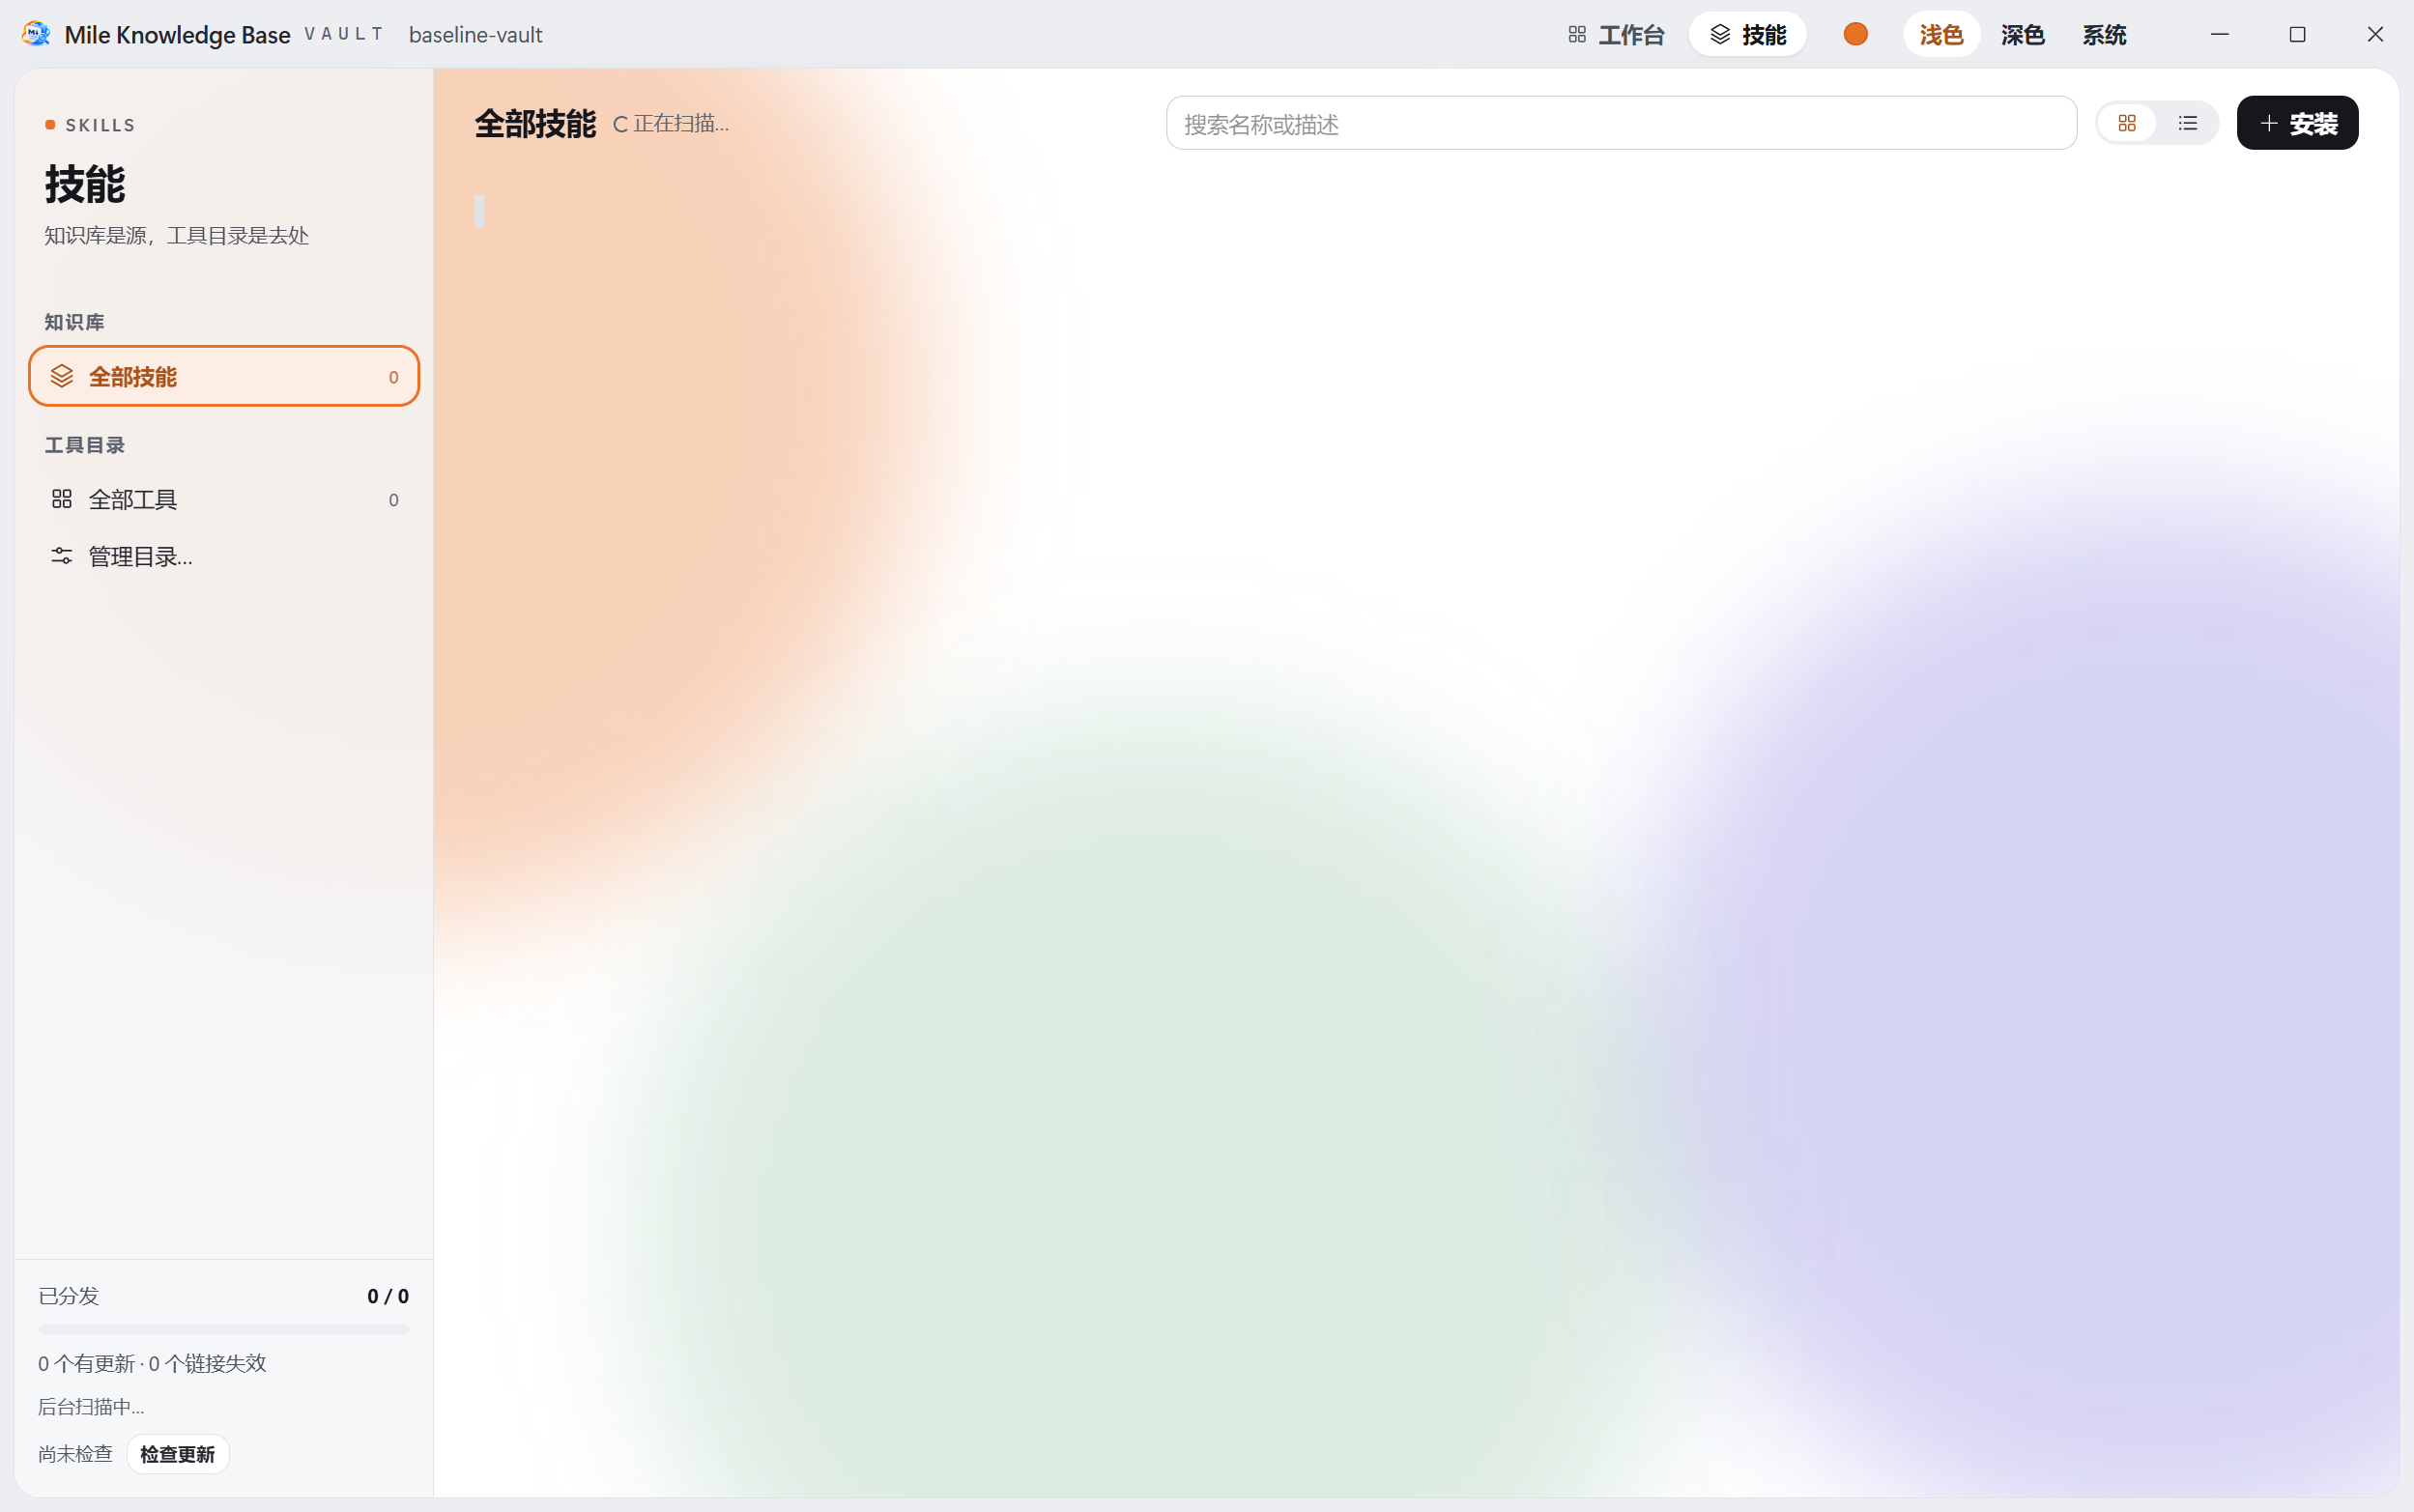 Mile Knowledge Base VAULT baseline-vault
工作台 技能 浅色 深色 系统
SKILLS
技能
知识库是源，工具目录是去处
知识库
全部技能 0
工具目录
全部工具 0
管理目录...
已分发 0 / 0
0 个有更新 · 0 个链接失效
后台扫描中...
尚未检查 检查更新
全部技能 正在扫描...
搜索名称或描述
安装